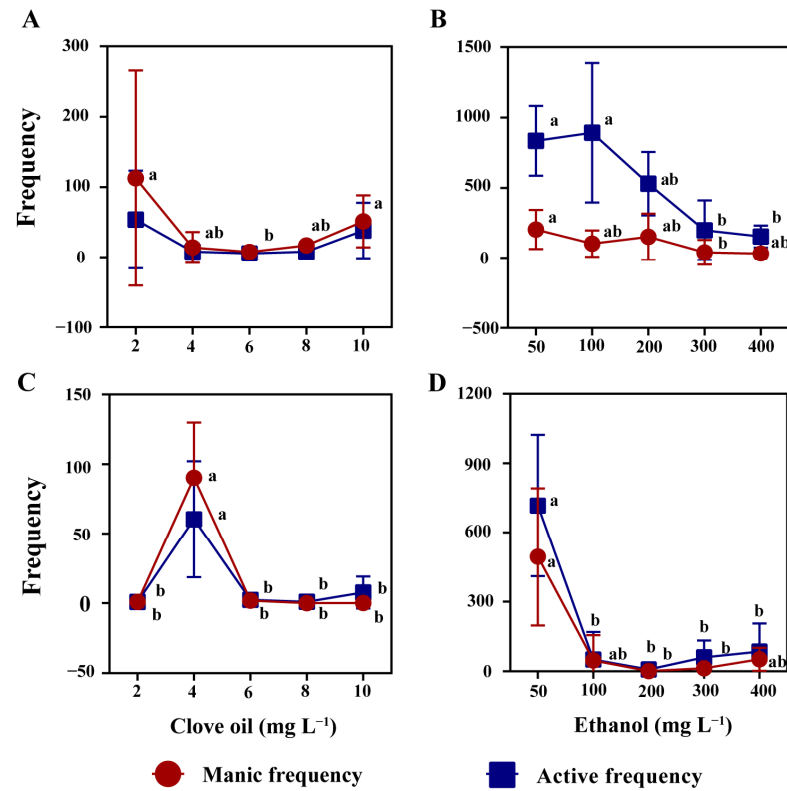 A
Frequency
300
200
100
0
−100
a
ab
b
ab
a
2
4
6
8
10
B
1500
1000
500
0
−500
a
a
ab
b
b
a
ab
ab
b
ab
50
100
200
300
400
C
Frequency
150
100
50
0
−50
b
b
a
a
b
b
b
b
b
b
2
4
6
8
10
Clove oil (mg L⁻¹)
D
1200
900
600
300
0
a
a
b
ab
b
b
b
b
b
ab
50
100
200
300
400
Ethanol (mg L⁻¹)
Manic frequency
Active frequency